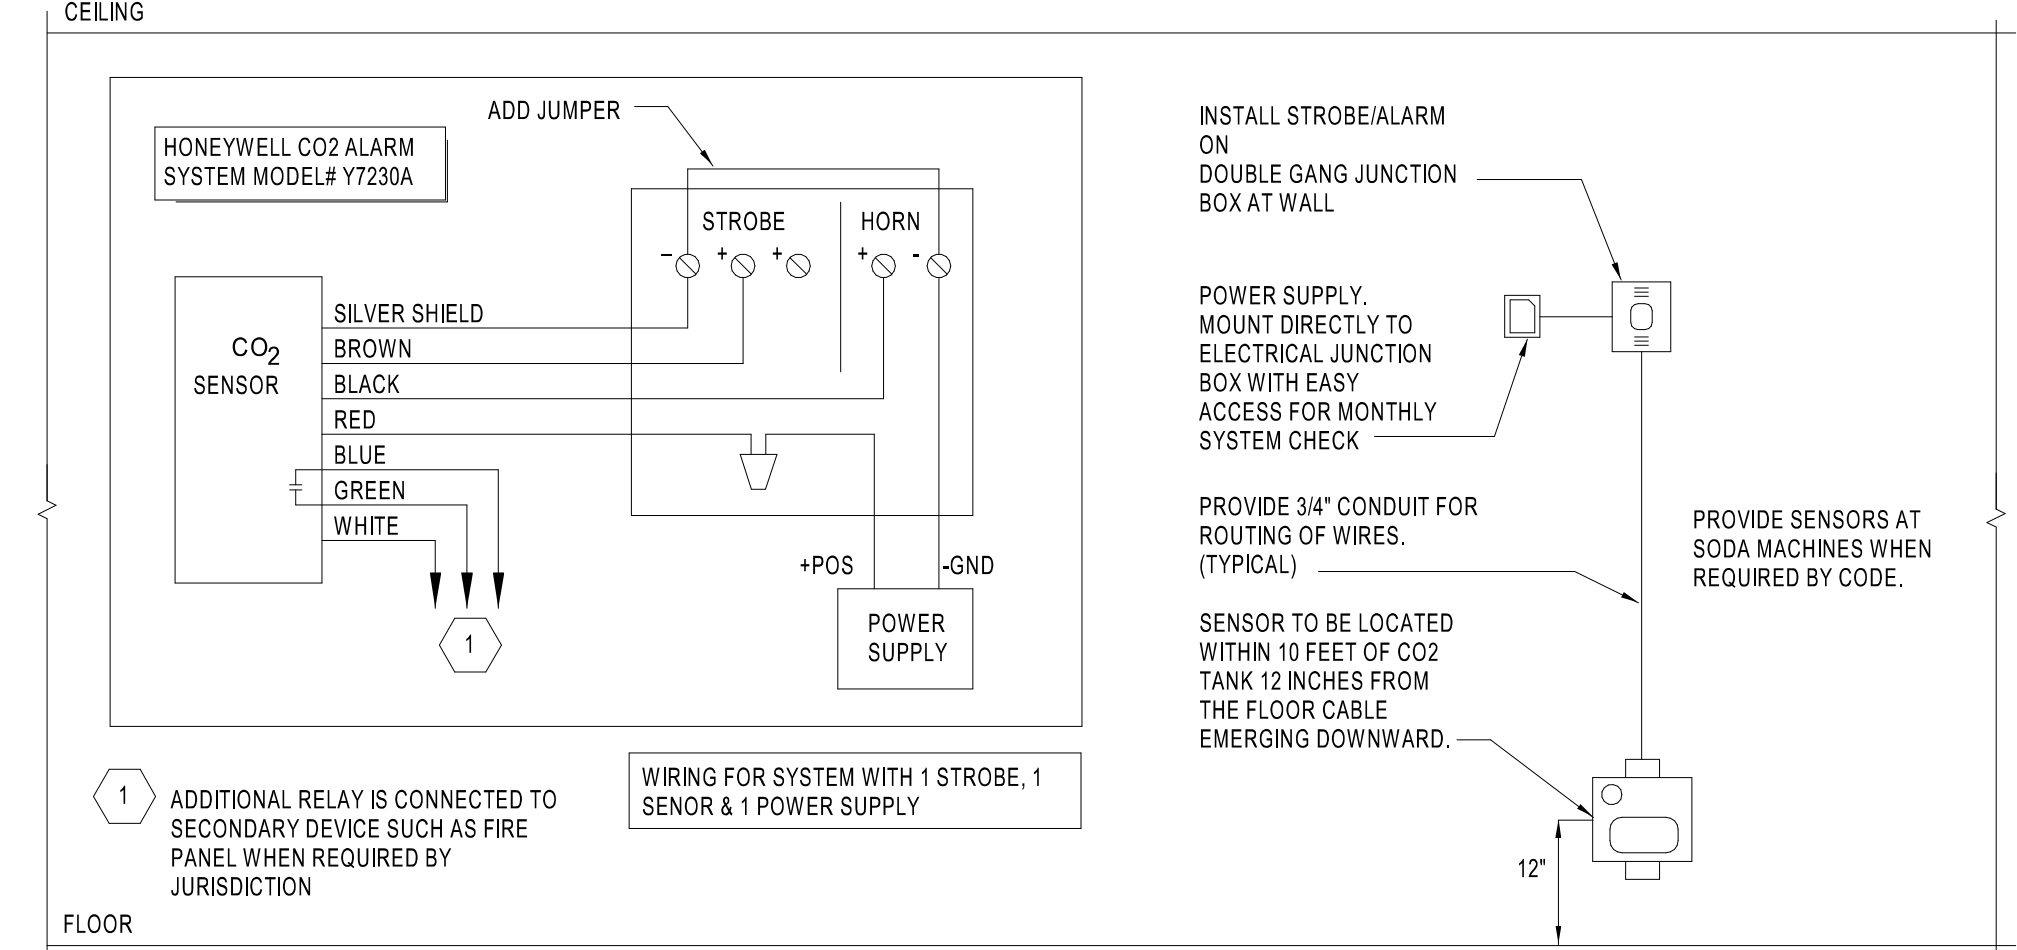 CEILING
ADD JUMPER
HONEYWELL CO2 ALARM
SYSTEM MODEL# Y7230A
STROBE
HORN
– + + + -
CO2
SENSOR
SILVER SHIELD
BROWN
BLACK
RED
BLUE
GREEN
WHITE
+POS
-GND
POWER
SUPPLY
1
1
ADDITIONAL RELAY IS CONNECTED TO
SECONDARY DEVICE SUCH AS FIRE
PANEL WHEN REQUIRED BY
JURISDICTION
WIRING FOR SYSTEM WITH 1 STROBE, 1
SENOR & 1 POWER SUPPLY
INSTALL STROBE/ALARM
ON
DOUBLE GANG JUNCTION
BOX AT WALL
POWER SUPPLY.
MOUNT DIRECTLY TO
ELECTRICAL JUNCTION
BOX WITH EASY
ACCESS FOR MONTHLY
SYSTEM CHECK
PROVIDE 3/4" CONDUIT FOR
ROUTING OF WIRES.
(TYPICAL)
PROVIDE SENSORS AT
SODA MACHINES WHEN
REQUIRED BY CODE.
SENSOR TO BE LOCATED
WITHIN 10 FEET OF CO2
TANK 12 INCHES FROM
THE FLOOR CABLE
EMERGING DOWNWARD.
12"
FLOOR